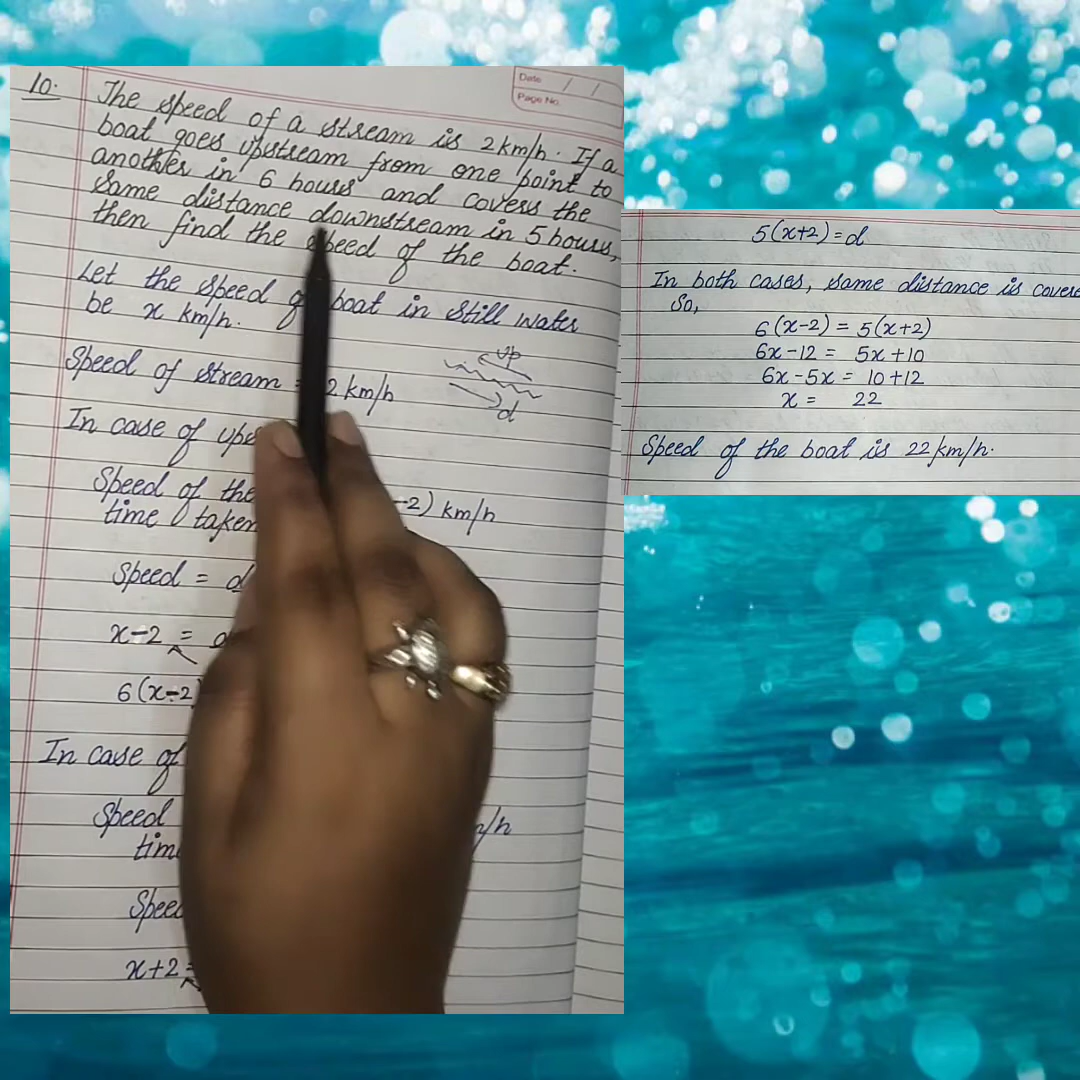 Date / /
Page No.
10. The speed of a stream is 2 km/h. If a
boat goes upstream from one point to
another in 6 hours and covers the
same distance downstream in 5 hours,
then find the speed of the boat.
Let the speed boat in still water
be x km/h.
Speed of stream 2 km/h
up
d
In case of
Speed of the -2) km/h
time taken
Speed =
x-2 =
6(x-2
In case of
Speed
x+2
5(x+2) = d
In both cases, same distance is
So,
6(x-2) = 5(x+2)
6x-12 = 5x+10
6x-5x = 10+12
x = 22
Speed of the boat is 22 km/h.